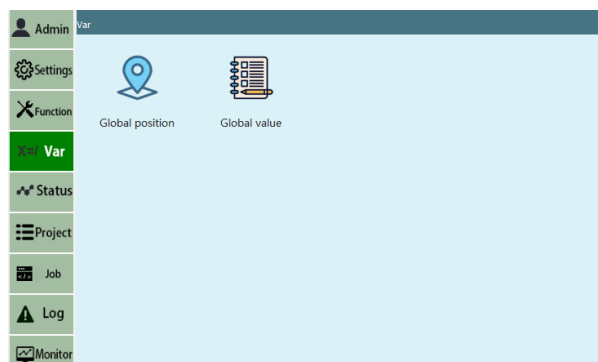 Admin
Var
Settings
Function
Global position
Global value
X=/ Var
Status
Project
Job
Log
Monitor